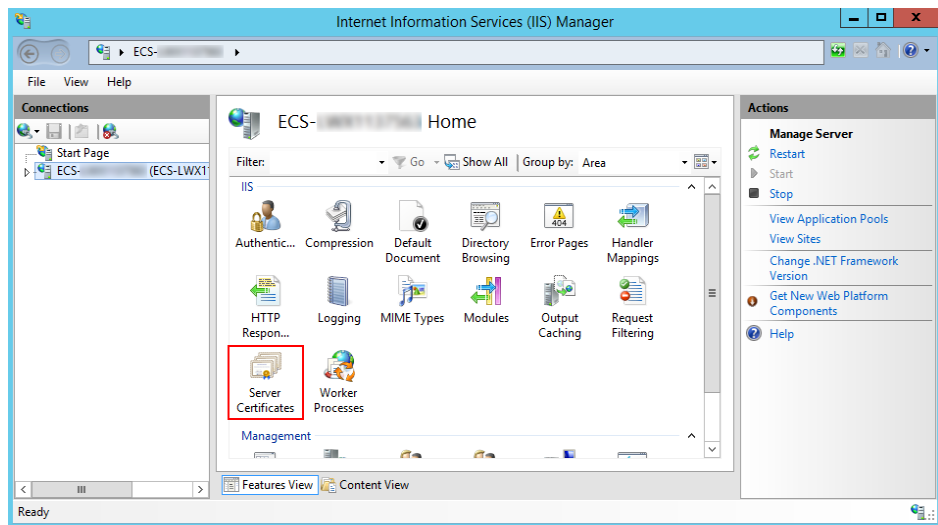 Internet Information Services (IIS) Manager
ECS-
File View Help
Connections
Start Page
ECS- (ECS-LWX1
ECS- Home
Filter: Go Show All Group by: Area
IIS
Authentic... Compression Default Document Directory Browsing Error Pages Handler Mappings
HTTP Respon... Logging MIME Types Modules Output Caching Request Filtering
Server Certificates Worker Processes
Management
Features View Content View
Actions
Manage Server
Restart
Start
Stop
View Application Pools
View Sites
Change .NET Framework
Version
Get New Web Platform
Components
Help
Ready